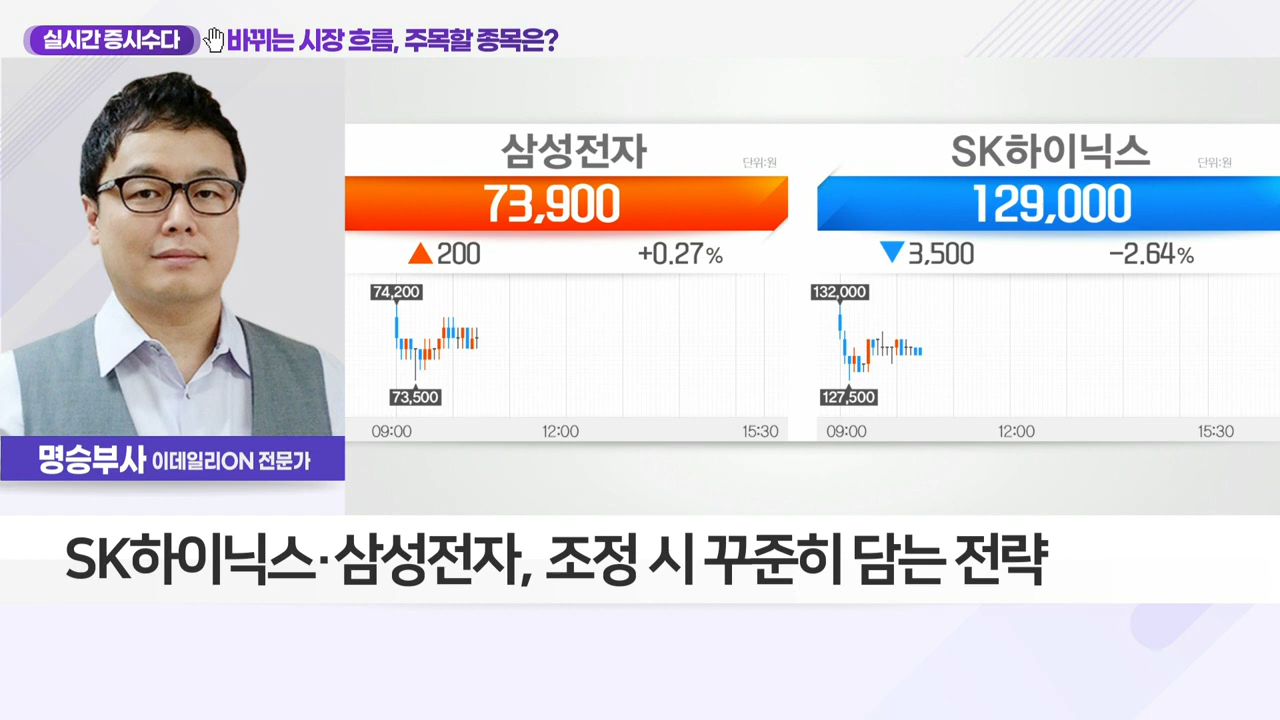 실시간 증시수다 바뀌는 시장 흐름, 주목할 종목은?
삼성전자 단위:원
73,900
▲200 +0.27%
74,200
73,500
09:00 12:00 15:30
SK하이닉스 단위:원
129,000
▼3,500 -2.64%
132,000
127,500
09:00 12:00 15:30
명승부사 이데일리ON 전문가
SK하이닉스·삼성전자, 조정 시 꾸준히 담는 전략